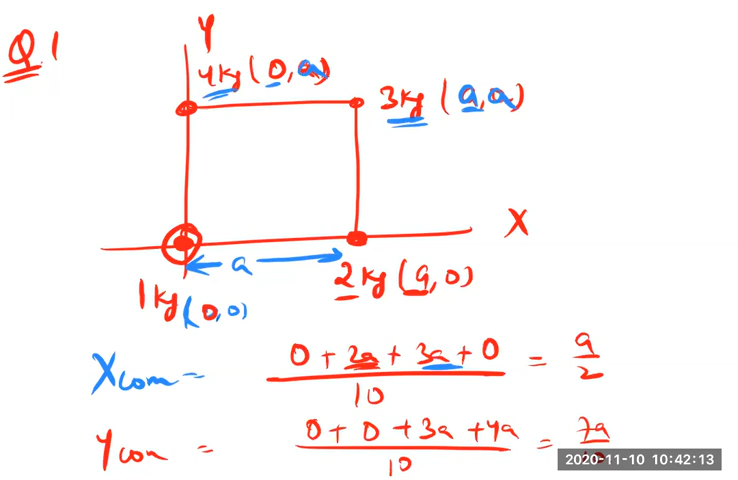 Q1
Y
4kg (0, a)
3kg (a, a)
X
a
2kg (a, 0)
1kg (0, 0)
Xcom = 0 + 2a + 3a + 0 / 10 = a / 2
Ycom = 0 + 0 + 3a + 4a / 10 = 7a
2020-11-10 10:42:13